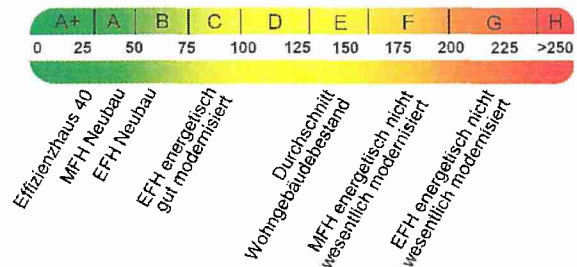 A+ A B C D E F G H
0 25 50 75 100 125 150 175 200 225 >250
Effizienzhaus 40
MFH Neubau
EFH Neubau
EFH energetisch
gut modernisiert
Durchschnitt
Wohngebäudebestand
MFH energetisch nicht
wesentlich modernisiert
EFH energetisch nicht
wesentlich modernisiert